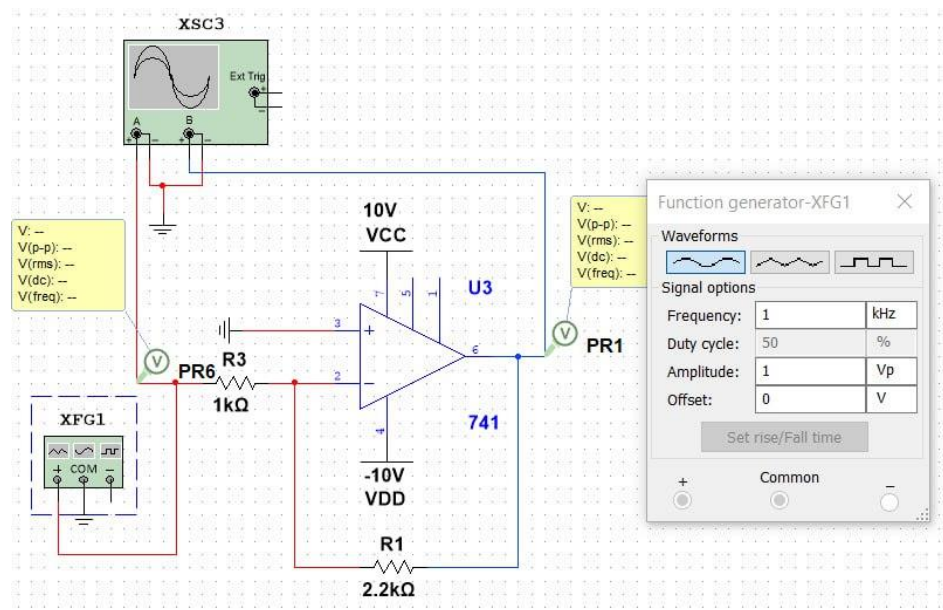 XSC3
Ext Trig
+
−
A
B
+
−
+
−
V: --
V(p-p): --
V(rms): --
V(dc): --
V(freq): --
V
PR6
10V
VCC
7
5
1
U3
3
+
2
−
6
4
741
-10V
VDD
R3
1kΩ
R1
2.2kΩ
V: --
V(p-p): --
V(rms): --
V(dc): --
V(freq): --
V
PR1
XFG1
+
COM
−
Function generator-XFG1
Waveforms
Signal options
Frequency: 1 kHz
Duty cycle: 50 %
Amplitude: 1 Vp
Offset: 0 V
Set rise/Fall time
+
Common
−